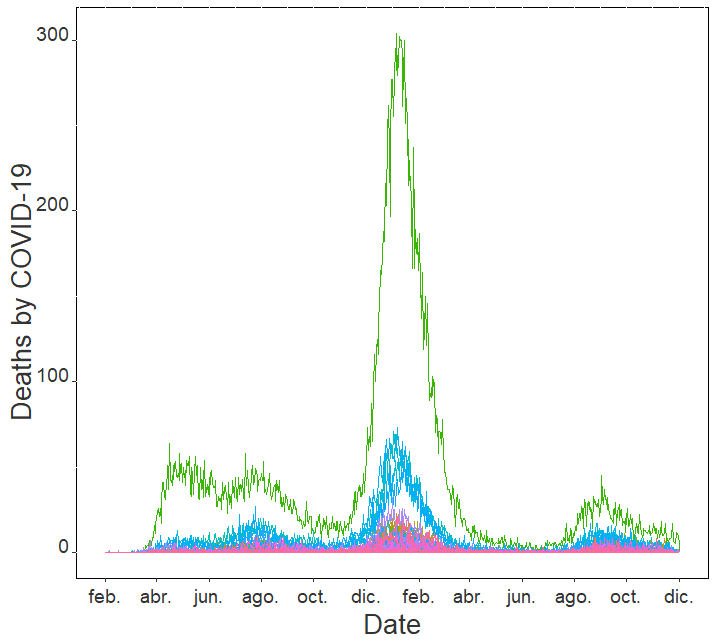 Deaths by COVID-19
300
200
100
0
feb. abr. jun. ago. oct. dic. feb. abr. jun. ago. oct. dic.
Date